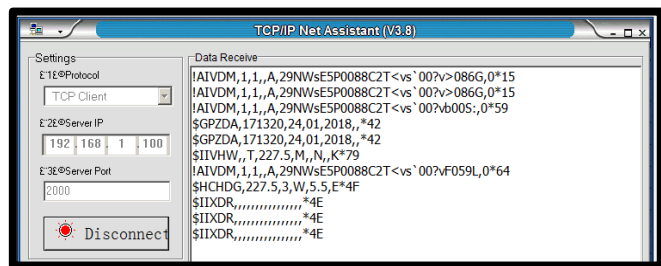 TCP/IP Net Assistant (V3.8)
Settings
£¨1£©Protocol
TCP Client
£¨2£©Server IP
192 .168 . 1 .100
£¨3£©Server Port
2000
Disconnect
Data Receive
!AIVDM,1,1,,A,29NWsE5P0088C2T<vs`00?v>086G,0*15
!AIVDM,1,1,,A,29NWsE5P0088C2T<vs`00?v>086G,0*15
!AIVDM,1,1,,A,29NWsE5P0088C2T<vs`00?vb00S:,0*59
$GPZDA,171320,24,01,2018,,*42
$GPZDA,171320,24,01,2018,,*42
$IIVHW,,T,227.5,M,,N,,K*79
!AIVDM,1,1,,A,29NWsE5P0088C2T<vs`00?vF059L,0*64
$HCHDG,227.5,3,W,5.5,E*4F
$IIXDR,,,,,,,,,,,,,,,,*4E
$IIXDR,,,,,,,,,,,,,,,,*4E
$IIXDR,,,,,,,,,,,,,,,,*4E